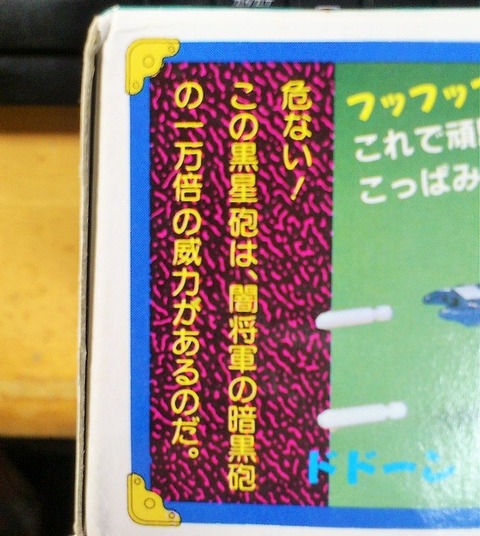 危ない!
この黒星砲は、闇将軍の暗黒砲
の一万倍の威力があるのだ。
フッフッフ
これで頑
こっぱみ
ドドーン